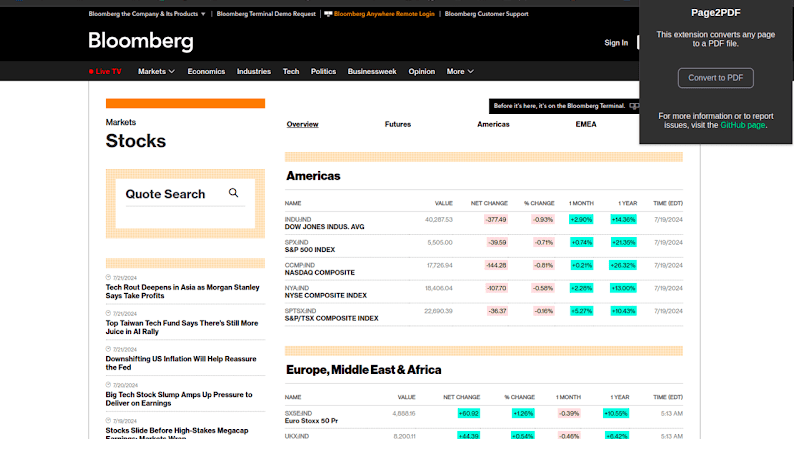 Bloomberg the Company & Its Products ▼ | Bloomberg Terminal Demo Request | Bloomberg Anywhere Remote Login | Bloomberg Customer Support
Bloomberg
Sign In
Live TV Markets Economics Industries Tech Politics Businessweek Opinion More
Page2PDF
This extension converts any page
to a PDF file.
Convert to PDF
For more information or to report
issues, visit the GitHub page.
Before it's here, it's on the Bloomberg Terminal.
Markets
Stocks
Quote Search
7/21/2024
Tech Rout Deepens in Asia as Morgan Stanley
Says Take Profits
7/21/2024
Top Taiwan Tech Fund Says There's Still More
Juice in AI Rally
7/21/2024
Downshifting US Inflation Will Help Reassure
the Fed
7/20/2024
Big Tech Stock Slump Amps Up Pressure to
Deliver on Earnings
7/19/2024
Stocks Slide Before High-Stakes Megacap
Earnings: Markets Wrap
Overview Futures Americas EMEA
Americas
NAME VALUE NET CHANGE % CHANGE 1 MONTH 1 YEAR TIME (EDT)
INDU:IND 40,287.53 -377.49 -0.93% +2.90% +14.36% 7/19/2024
DOW JONES INDUS. AVG
SPX:IND 5,505.00 -39.59 -0.71% +0.74% +21.35% 7/19/2024
S&P 500 INDEX
CCMP:IND 17,726.94 -144.28 -0.81% +0.21% +26.32% 7/19/2024
NASDAQ COMPOSITE
NYA:IND 18,406.04 -107.70 -0.58% +2.28% +13.00% 7/19/2024
NYSE COMPOSITE INDEX
SPTSX:IND 22,690.39 -36.37 -0.16% +5.27% +10.43% 7/19/2024
S&P/TSX COMPOSITE INDEX
Europe, Middle East & Africa
NAME VALUE NET CHANGE % CHANGE 1 MONTH 1 YEAR TIME (EDT)
SX5E:IND 4,888.16 +60.92 +1.26% -0.39% +10.55% 5:13 AM
Euro Stoxx 50 Pr
UKX:IND 8,200.11 +44.39 +0.54% -0.46% +6.42% 5:13 AM